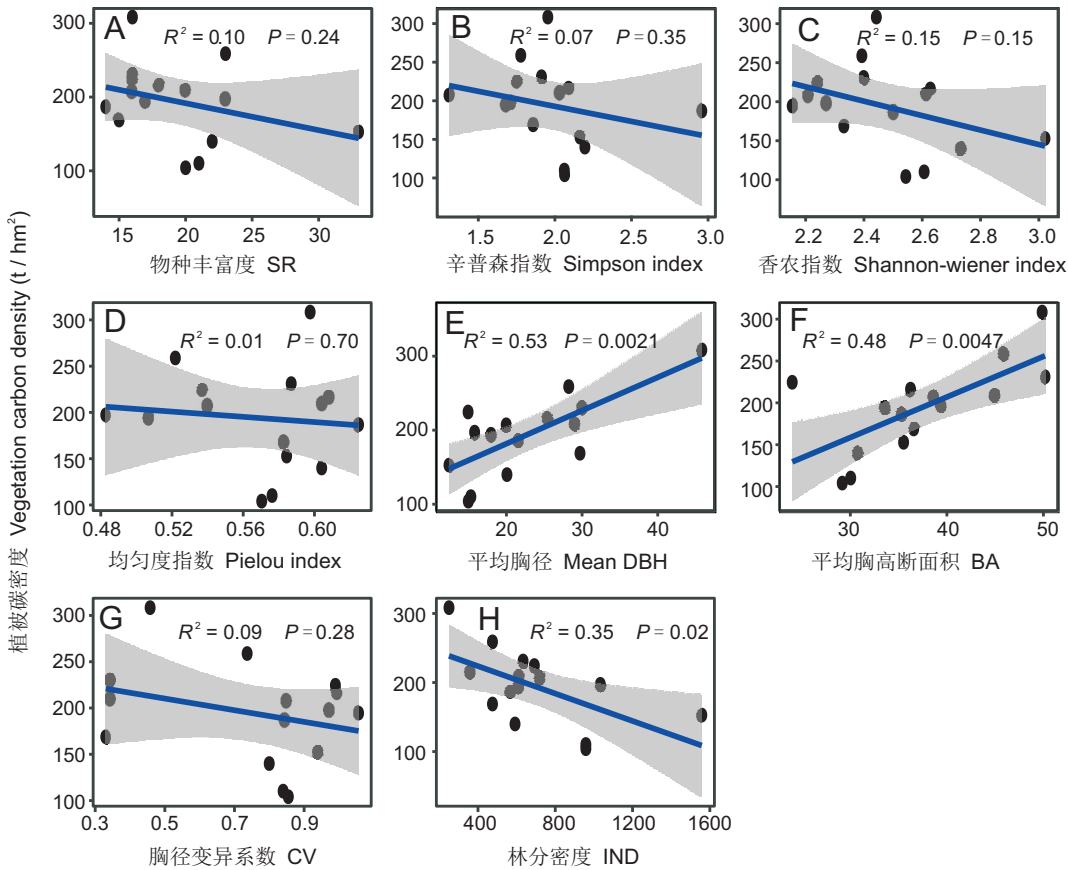 植被碳密度 Vegetation carbon density (t / hm²)
A
R² = 0.10 P = 0.24
300
200
100
15 20 25 30
物种丰富度 SR
B
R² = 0.07 P = 0.35
300
250
200
150
100
1.5 2.0 2.5 3.0
辛普森指数 Simpson index
C
R² = 0.15 P = 0.15
300
250
200
150
100
2.2 2.4 2.6 2.8 3.0
香农指数 Shannon-wiener index
D
R² = 0.01 P = 0.70
300
250
200
150
100
0.48 0.52 0.56 0.60
均匀度指数 Pielou index
E
R² = 0.53 P = 0.0021
300
200
100
20 30 40
平均胸径 Mean DBH
F
R² = 0.48 P = 0.0047
300
250
200
150
100
30 40 50
平均胸高断面积 BA
G
R² = 0.09 P = 0.28
300
250
200
150
100
0.3 0.5 0.7 0.9
胸径变异系数 CV
H
R² = 0.35 P = 0.02
300
200
100
400 800 1200 1600
林分密度 IND